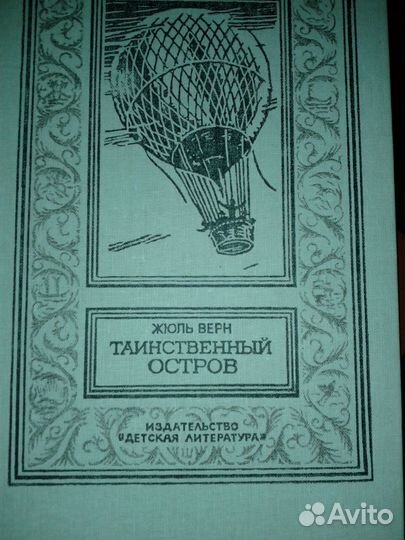 ЖЮЛЬ ВЕРН
ТАИНСТВЕННЫЙ
ОСТРОВ
ИЗДАТЕЛЬСТВО
"ДЕТСКАЯ ЛИТЕРАТУРА"
Avito